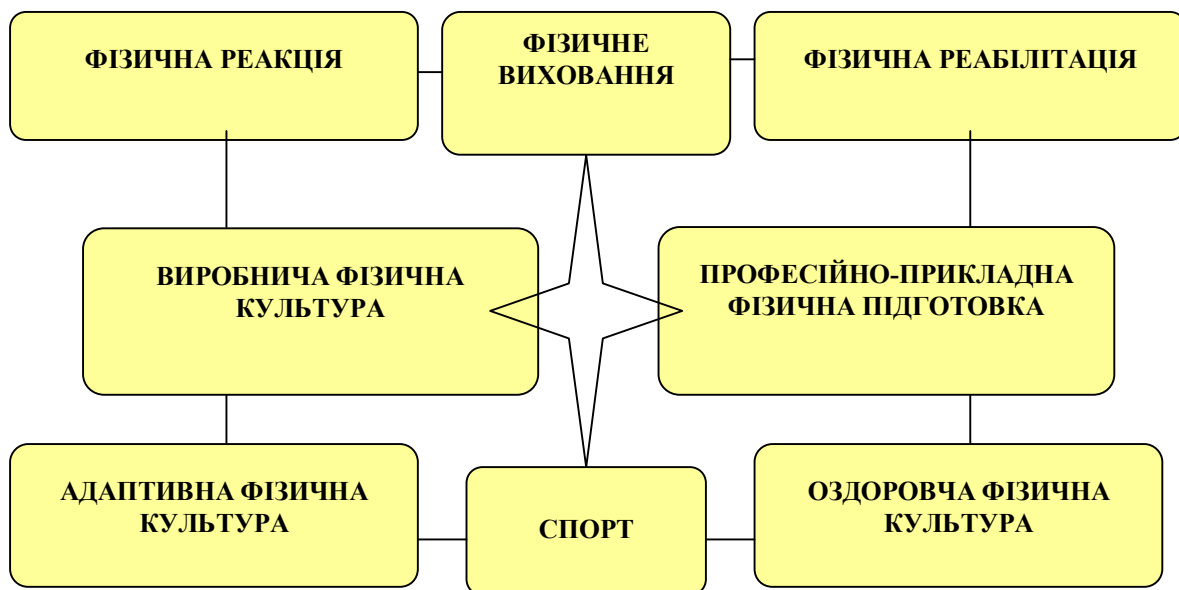 ФІЗИЧНА РЕАКЦІЯ
ФІЗИЧНЕ
ВИХОВАННЯ
ФІЗИЧНА РЕАБІЛІТАЦІЯ
ВИРОБНИЧА ФІЗИЧНА
КУЛЬТУРА
ПРОФЕСІЙНО-ПРИКЛАДНА
ФІЗИЧНА ПІДГОТОВКА
АДАПТИВНА ФІЗИЧНА
КУЛЬТУРА
СПОРТ
ОЗДОРОВЧА ФІЗИЧНА
КУЛЬТУРА